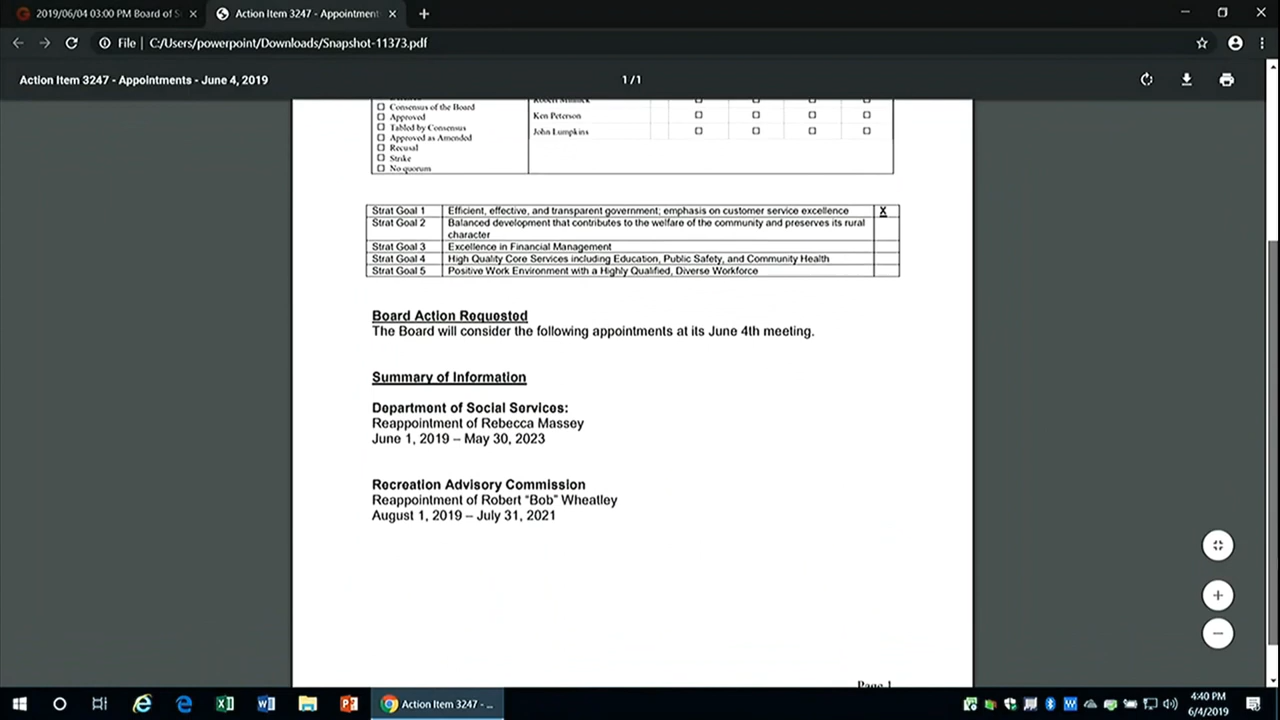 2019/06/04 03:00 PM Board of S
Action Item 3247 - Appointment
File | C:/Users/powerpoint/Downloads/Snapshot-11373.pdf
Action Item 3247 - Appointments - June 4, 2019
1 / 1
Consensus of the Board
Approved
Tabled by Consensus
Approved as Amended
Recusal
Strike
No quorum
Ken Peterson
John Lumpkins
Strat Goal 1 Efficient, effective, and transparent government; emphasis on customer service excellence X
Strat Goal 2 Balanced development that contributes to the welfare of the community and preserves its rural
character
Strat Goal 3 Excellence in Financial Management
Strat Goal 4 High Quality Core Services including Education, Public Safety, and Community Health
Strat Goal 5 Positive Work Environment with a Highly Qualified, Diverse Workforce
Board Action Requested
The Board will consider the following appointments at its June 4th meeting.
Summary of Information
Department of Social Services:
Reappointment of Rebecca Massey
June 1, 2019 – May 30, 2023
Recreation Advisory Commission
Reappointment of Robert "Bob" Wheatley
August 1, 2019 – July 31, 2021
Page 1
Action Item 3247 - ...
4:40 PM
6/4/2019